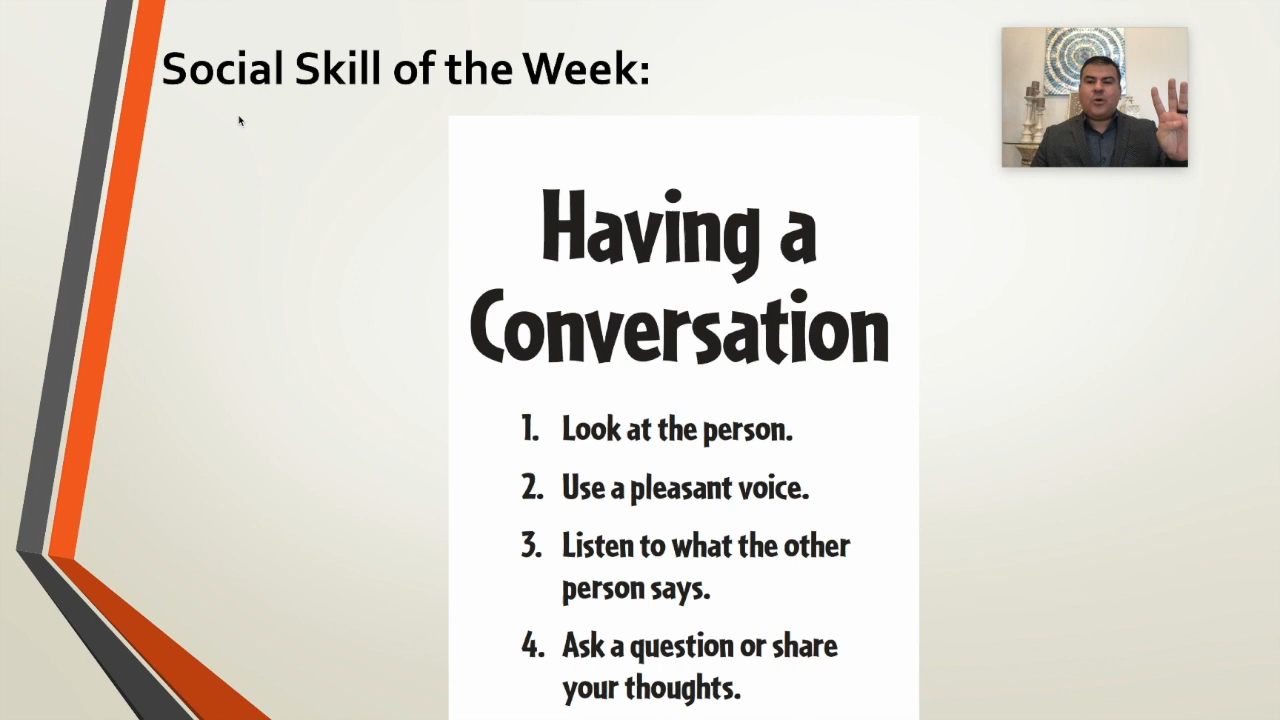 Social Skill of the Week:
Having a
Conversation
1. Look at the person.
2. Use a pleasant voice.
3. Listen to what the other
person says.
4. Ask a question or share
your thoughts.